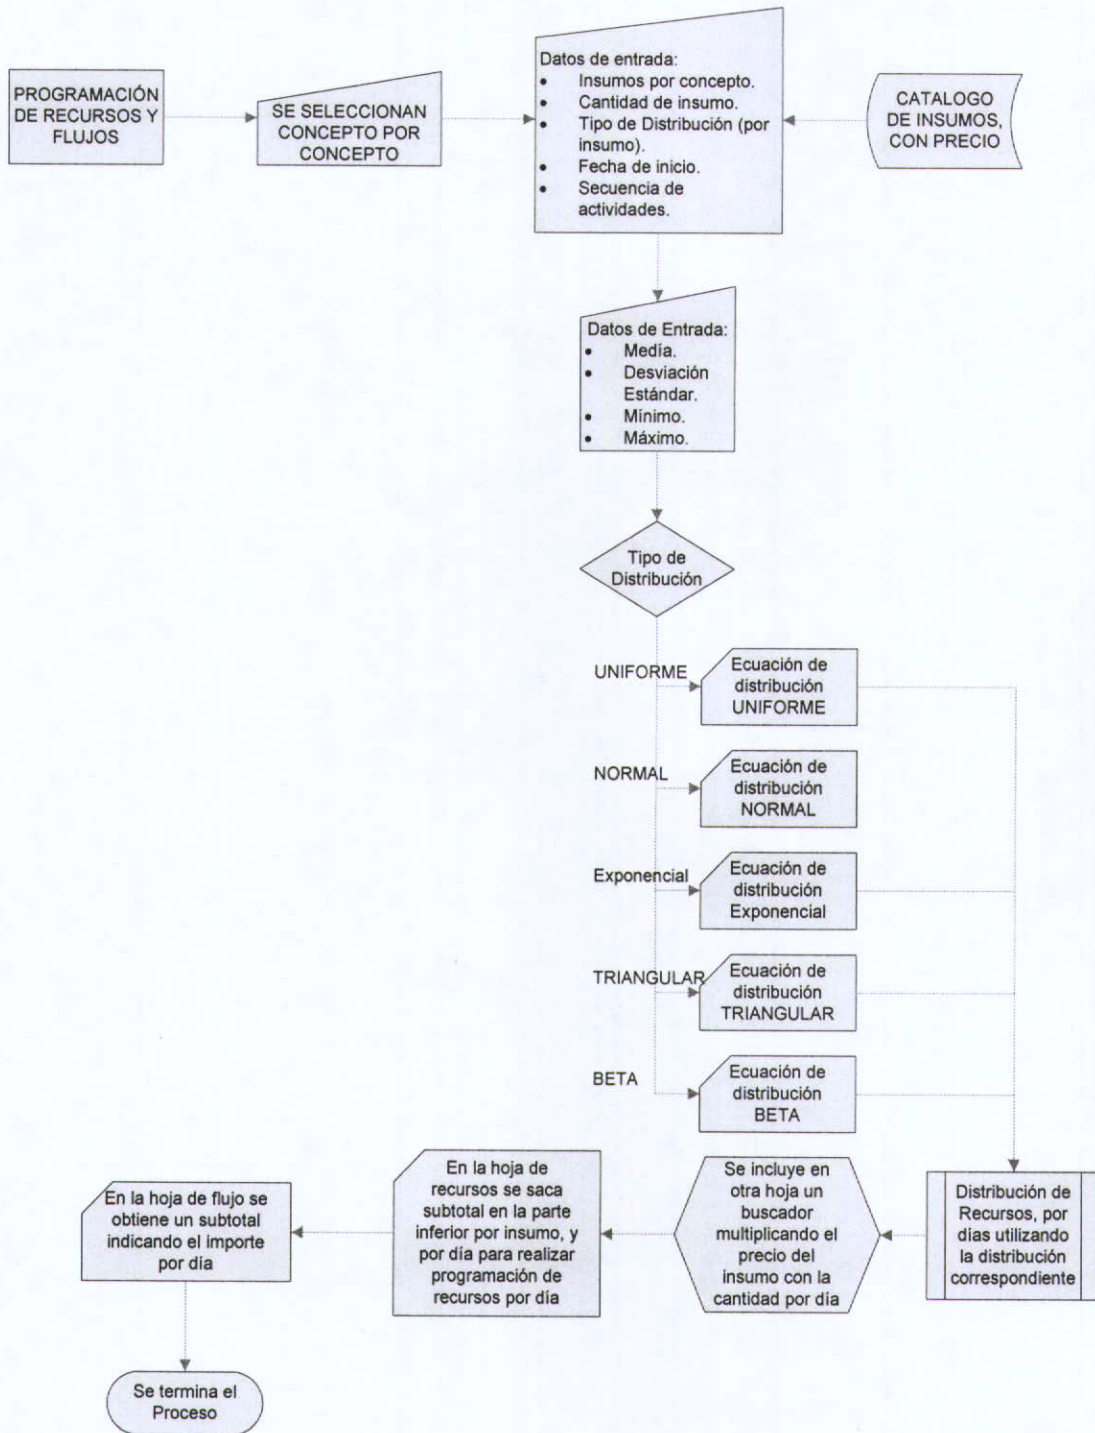 PROGRAMACIÓN
DE RECURSOS Y
FLUJOS
SE SELECCIONAN
CONCEPTO POR
CONCEPTO
Datos de entrada:
• Insumos por concepto.
• Cantidad de insumo.
• Tipo de Distribución (por
insumo).
• Fecha de inicio.
• Secuencia de
actividades.
CATALOGO
DE INSUMOS,
CON PRECIO
Datos de Entrada:
• Medía.
• Desviación
Estándar.
• Mínimo.
• Máximo.
Tipo de
Distribución
UNIFORME
Ecuación de
distribución
UNIFORME
NORMAL
Ecuación de
distribución
NORMAL
Exponencial
Ecuación de
distribución
Exponencial
TRIANGULAR
Ecuación de
distribución
TRIANGULAR
BETA
Ecuación de
distribución
BETA
Distribución de
Recursos, por
días utilizando
la distribución
correspondiente
Se incluye en
otra hoja un
buscador
multiplicando el
precio del
insumo con la
cantidad por día
En la hoja de
recursos se saca
subtotal en la parte
inferior por insumo, y
por día para realizar
programación de
recursos por día
En la hoja de flujo se
obtiene un subtotal
indicando el importe
por día
Se termina el
Proceso